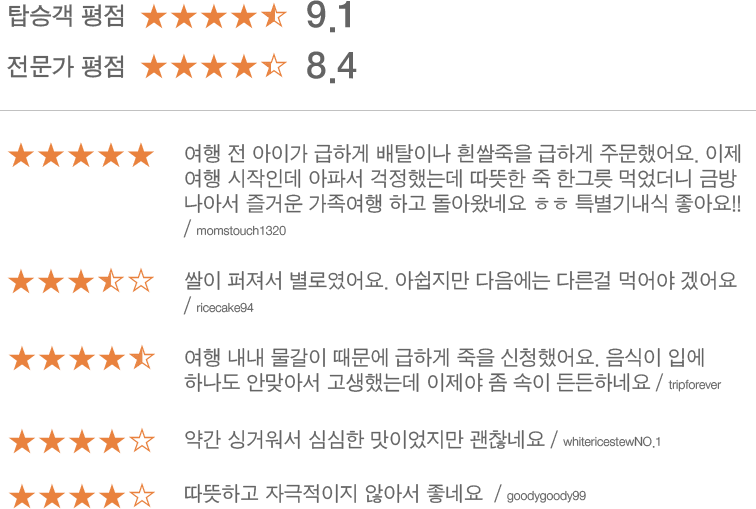 탑승객 평점 ★★★★⯪ 9.1
전문가 평점 ★★★★☆ 8.4
여행 전 아이가 급하게 배탈이나 흰쌀죽을 급하게 주문했어요. 이제
여행 시작인데 아파서 걱정했는데 따뜻한 죽 한그릇 먹었더니 금방
나아서 즐거운 가족여행 하고 돌아왔네요 ㅎㅎ 특별기내식 좋아요!!
/ momstouch1320
쌀이 퍼져서 별로였어요. 아쉽지만 다음에는 다른걸 먹어야 겠어요
/ ricecake94
여행 내내 물갈이 때문에 급하게 죽을 신청했어요. 음식이 입에
하나도 안맞아서 고생했는데 이제야 좀 속이 든든하네요 / tripforever
약간 싱거워서 심심한 맛이었지만 괜찮네요 / whitericestewNO.1
따뜻하고 자극적이지 않아서 좋네요 / goodygoody99